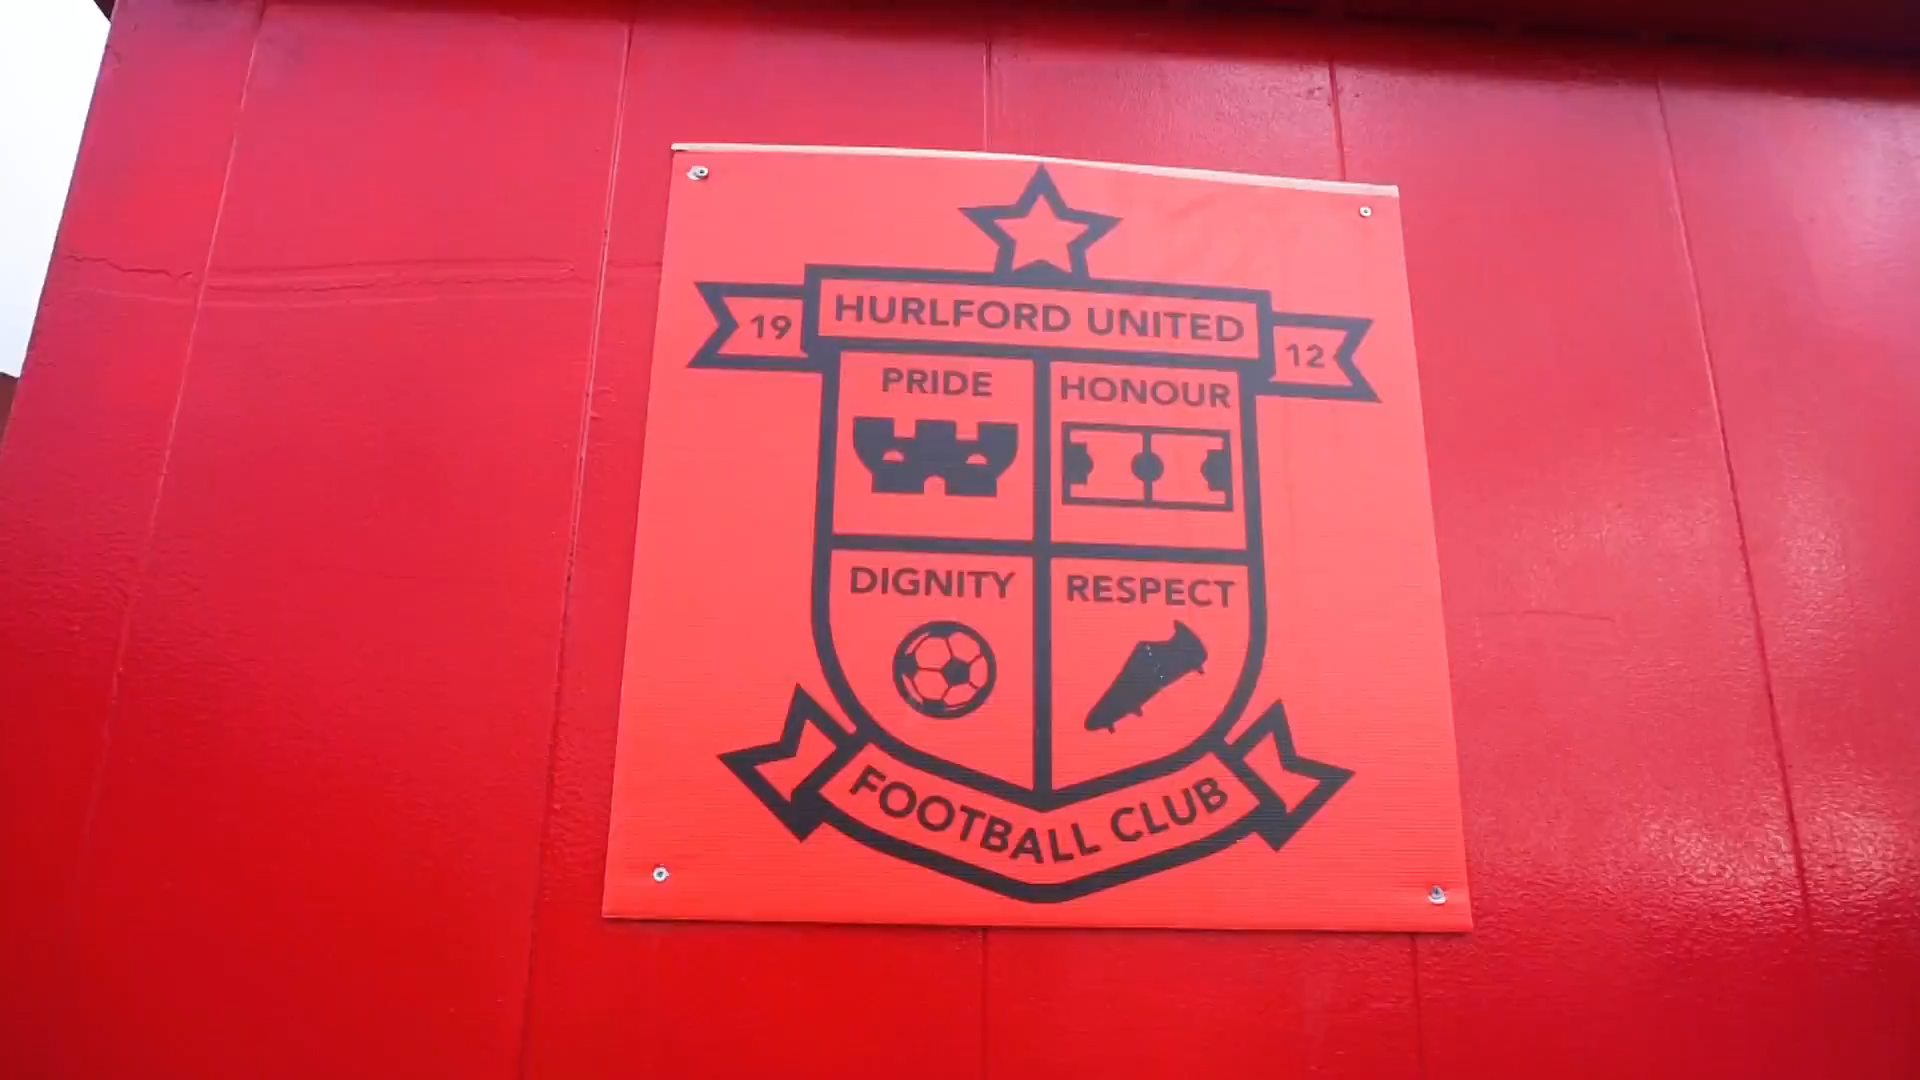 HURLFORD UNITED
19 12
PRIDE HONOUR
DIGNITY RESPECT
FOOTBALL CLUB